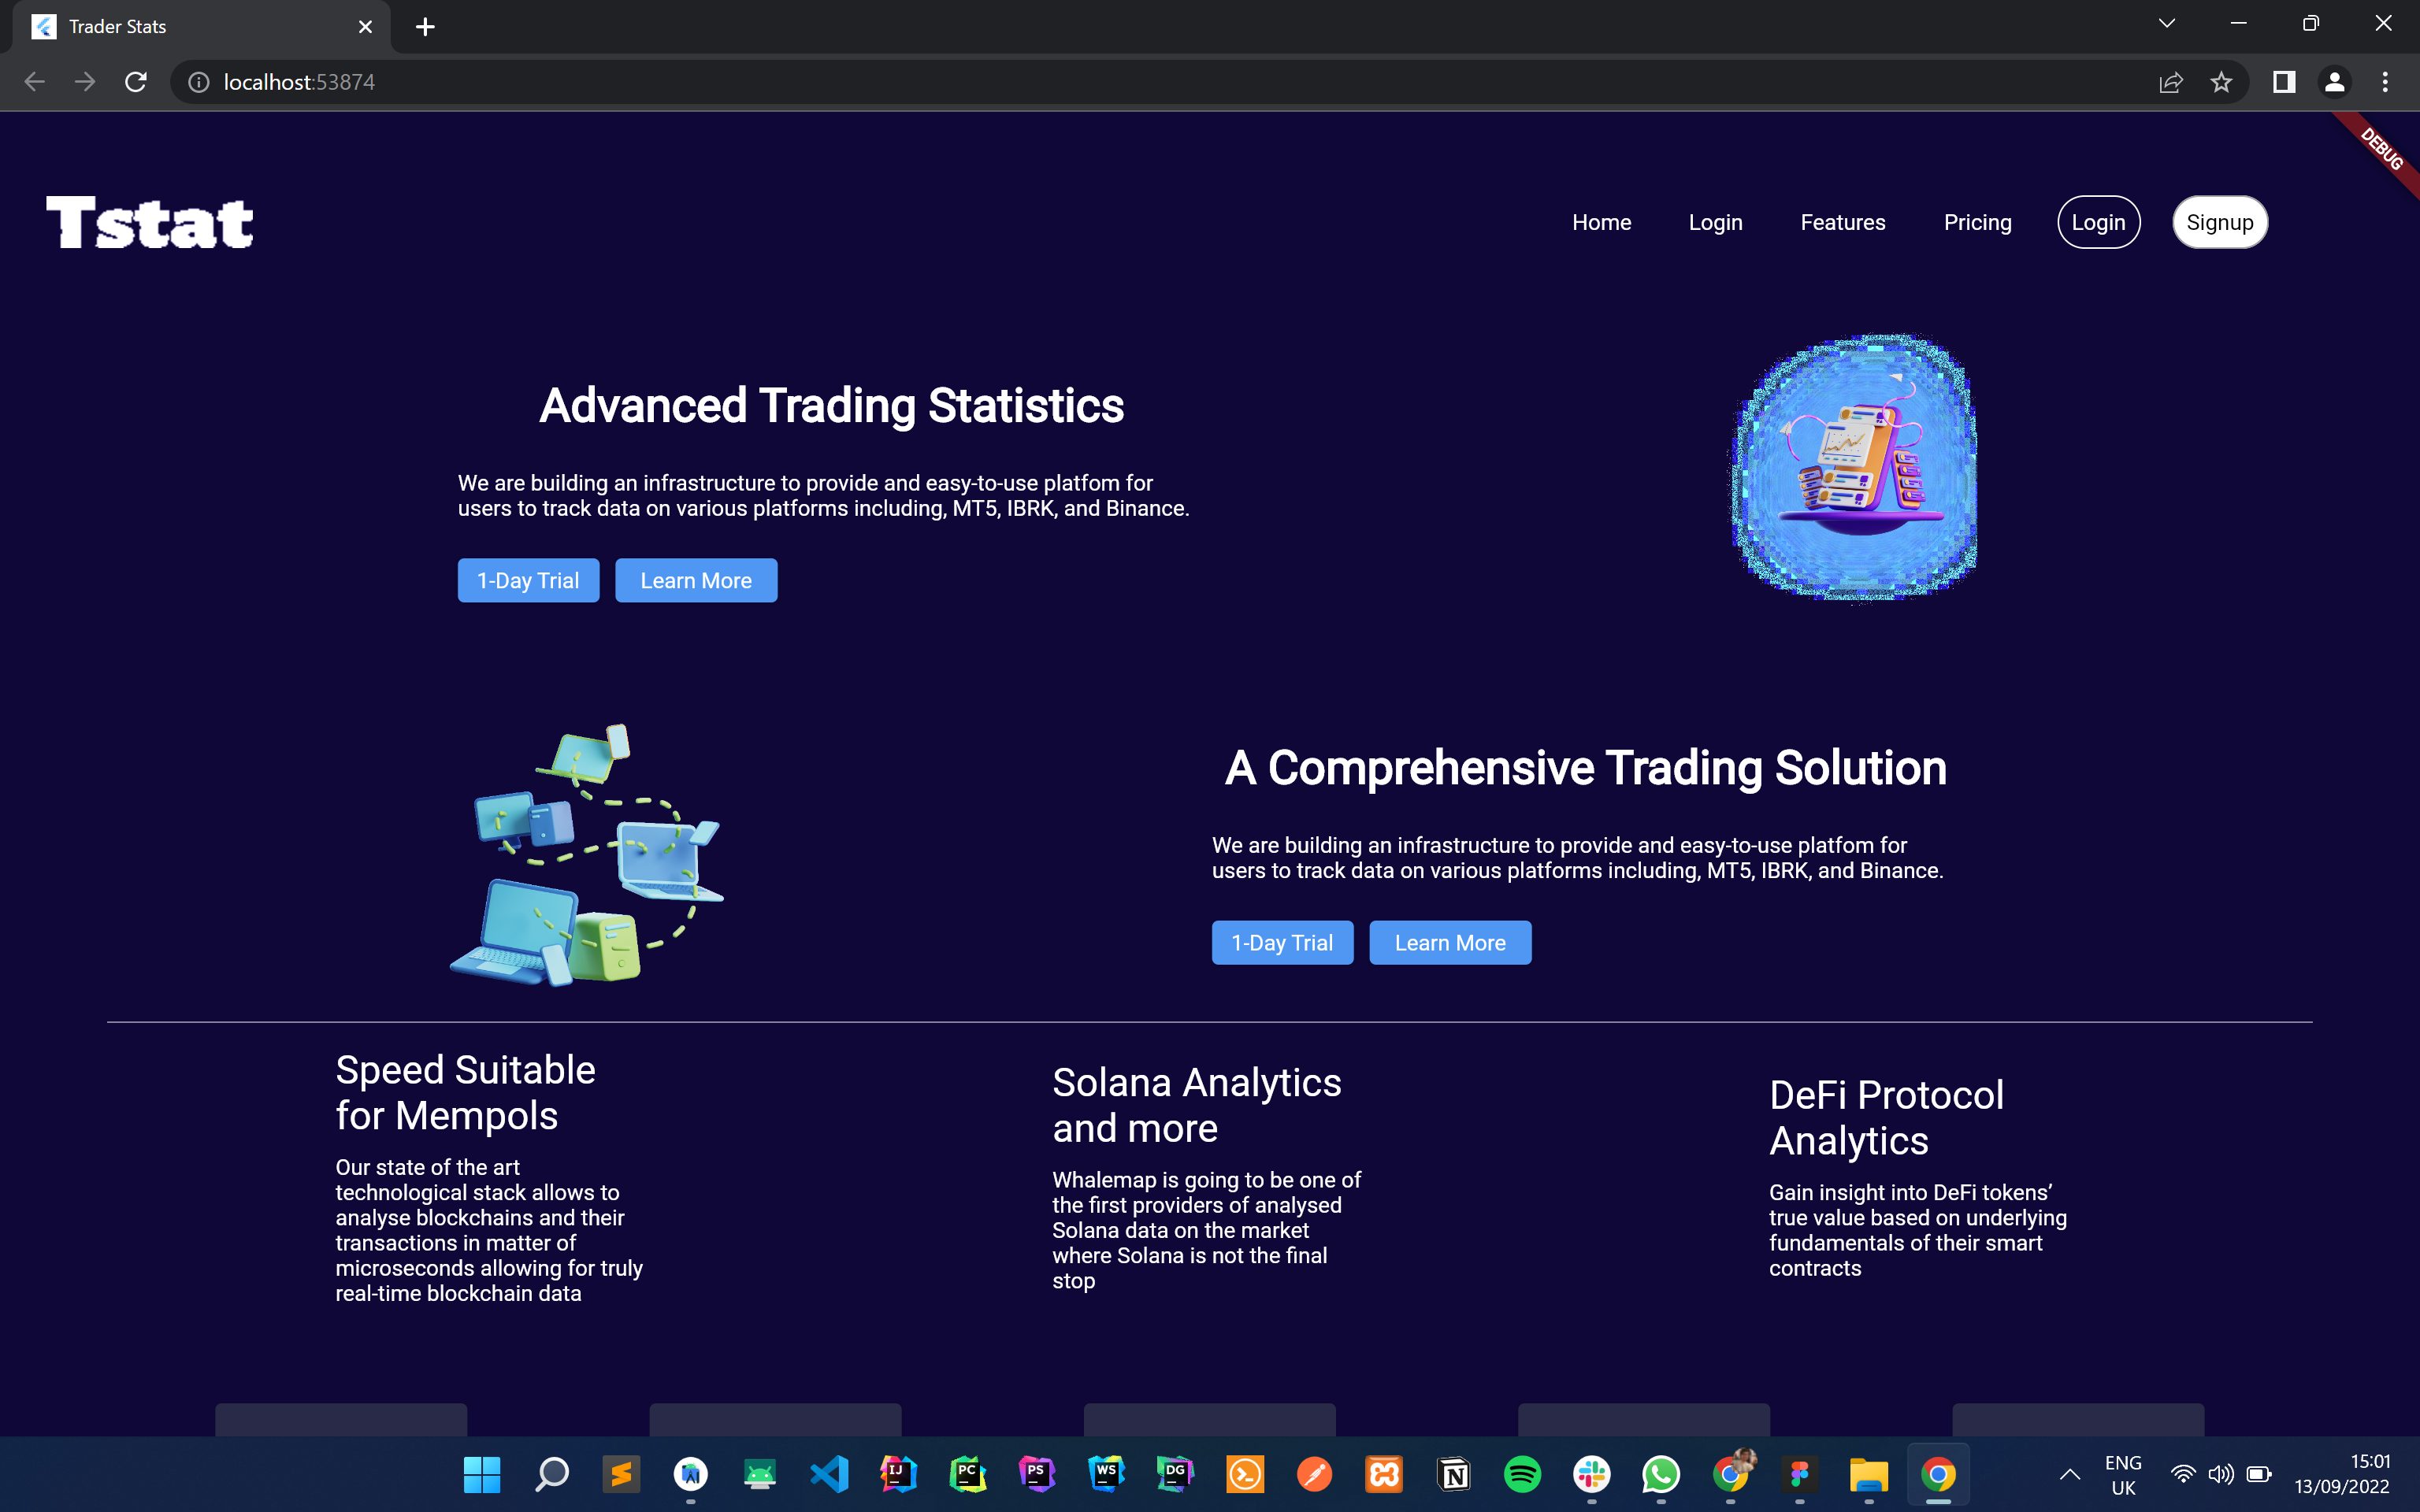 Trader Stats
localhost:53874
DEBUG
Tstat
Home Login Features Pricing Login Signup
Advanced Trading Statistics
We are building an infrastructure to provide and easy-to-use platfom for
users to track data on various platforms including, MT5, IBRK, and Binance.
1-Day Trial Learn More
A Comprehensive Trading Solution
We are building an infrastructure to provide and easy-to-use platfom for
users to track data on various platforms including, MT5, IBRK, and Binance.
1-Day Trial Learn More
Speed Suitable
for Mempols
Our state of the art
technological stack allows to
analyse blockchains and their
transactions in matter of
microseconds allowing for truly
real-time blockchain data
Solana Analytics
and more
Whalemap is going to be one of
the first providers of analysed
Solana data on the market
where Solana is not the final
stop
DeFi Protocol
Analytics
Gain insight into DeFi tokens’
true value based on underlying
fundamentals of their smart
contracts
IJ PC PS WS DG
ENG
UK
15:01
13/09/2022